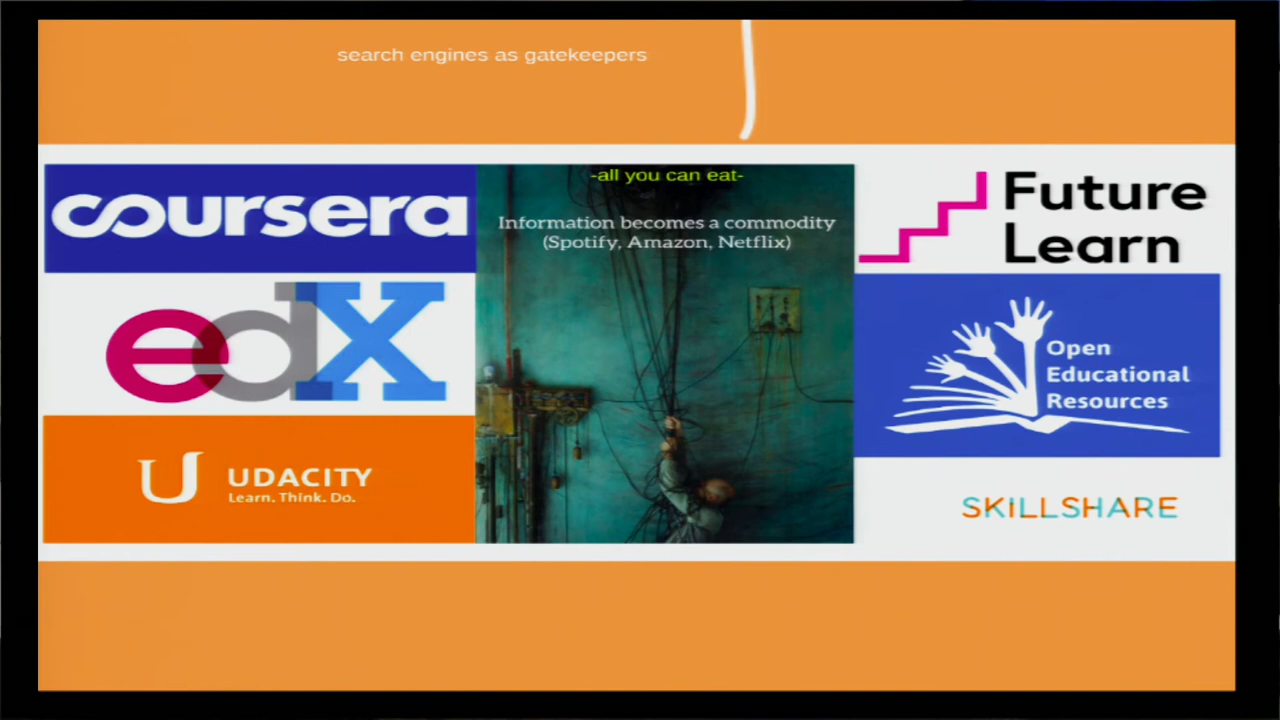 search engines as gatekeepers
coursera
-all you can eat-
Information becomes a commodity
(Spotify, Amazon, Netflix)
Future
Learn
edX
Open
Educational
Resources
U UDACITY
Learn. Think. Do.
SKILLSHARE